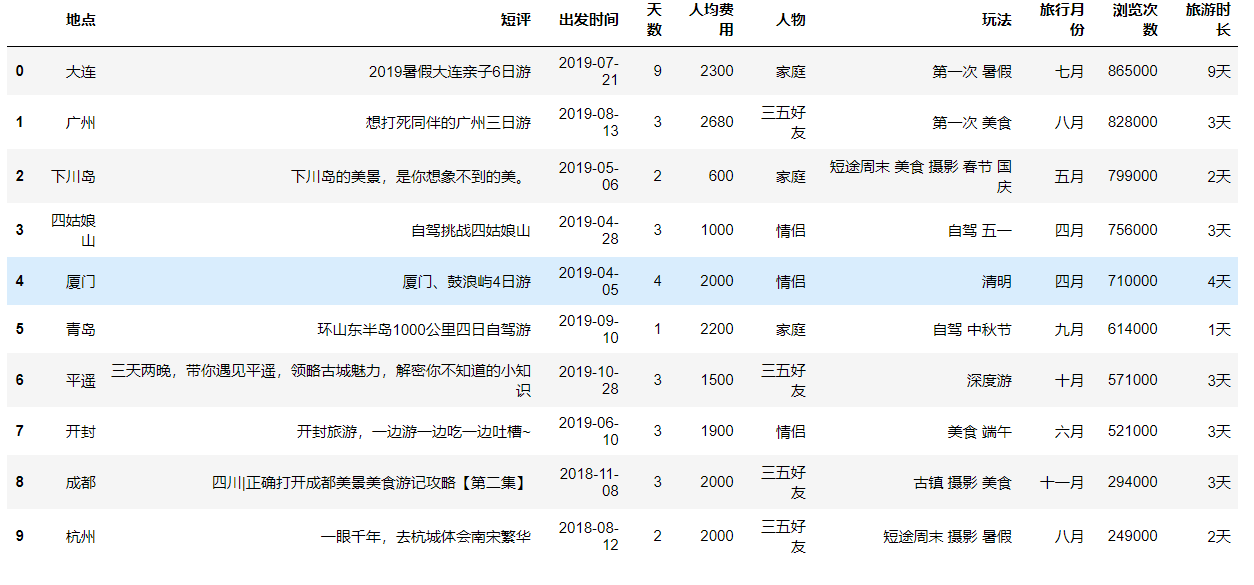 地点 短评 出发时间 天数 人均费用 人物 玩法 旅行月份 浏览次数 旅游时长
0 大连 2019暑假大连亲子6日游 2019-07-21 9 2300 家庭 第一次 暑假 七月 865000 9天
1 广州 想打死同伴的广州三日游 2019-08-13 3 2680 三五好友 第一次 美食 八月 828000 3天
2 下川岛 下川岛的美景，是你想象不到的美。 2019-05-06 2 600 家庭 短途周末 美食 摄影 春节 国庆 五月 799000 2天
3 四姑娘山 自驾挑战四姑娘山 2019-04-28 3 1000 情侣 自驾 五一 四月 756000 3天
4 厦门 厦门、鼓浪屿4日游 2019-04-05 4 2000 情侣 清明 四月 710000 4天
5 青岛 环山东半岛1000公里四日自驾游 2019-09-10 1 2200 家庭 自驾 中秋节 九月 614000 1天
6 平遥 三天两晚，带你遇见平遥，领略古城魅力，解密你不知道的小知识 2019-10-28 3 1500 三五好友 深度游 十月 571000 3天
7 开封 开封旅游，一边游一边吃一边吐槽~ 2019-06-10 3 1900 情侣 美食 端午 六月 521000 3天
8 成都 四川|正确打开成都美景美食游记攻略【第二集】 2018-11-08 3 2000 三五好友 古镇 摄影 美食 十一月 294000 3天
9 杭州 一眼千年，去杭城体会南宋繁华 2018-08-12 2 2000 三五好友 短途周末 摄影 暑假 八月 249000 2天